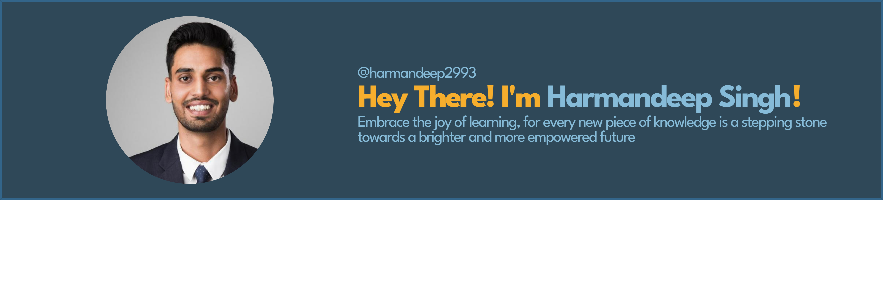 @harmandeep2993
Hey There! I'm Harmandeep Singh!
Embrace the joy of learning, for every new piece of knowledge is a stepping stone
towards a brighter and more empowered future